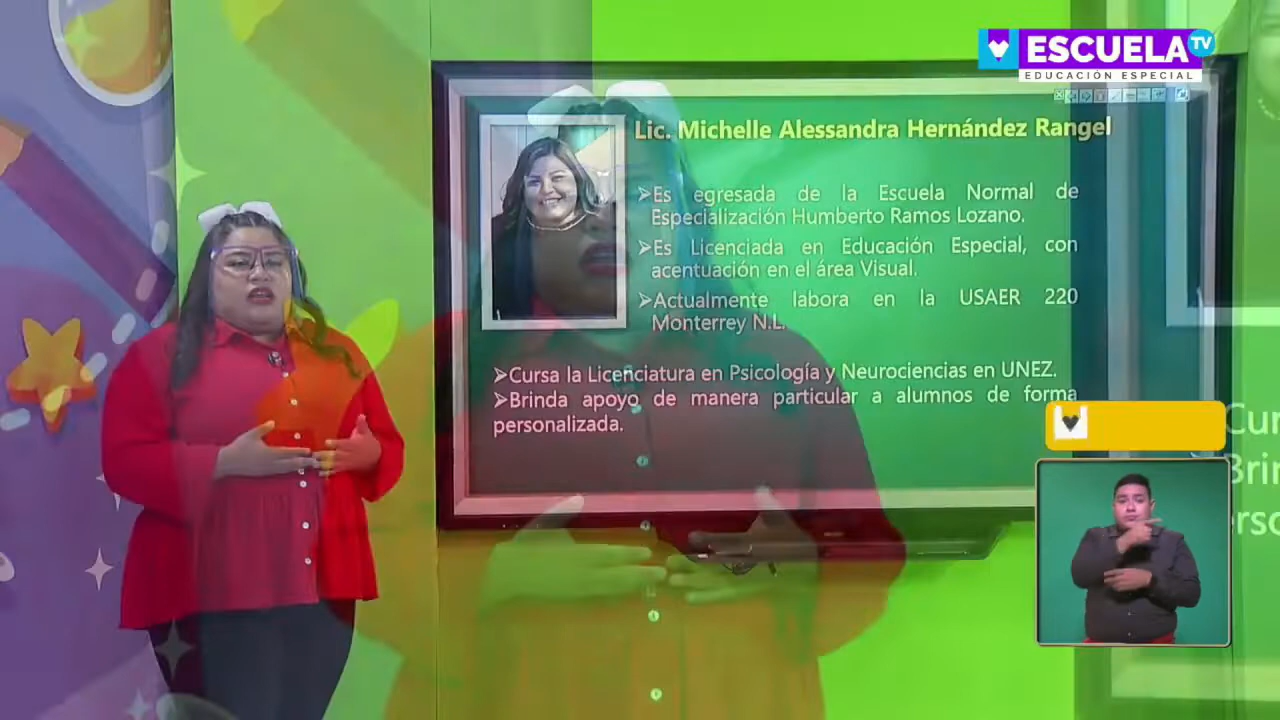 ESCUELA TV
EDUCACIÓN ESPECIAL
Lic. Michelle Alessandra Hernández Rangel
➢Es egresada de la Escuela Normal de
Especialización Humberto Ramos Lozano.
➢Es Licenciada en Educación Especial, con
acentuación en el área Visual.
➢Actualmente labora en la USAER 220
Monterrey N.L.
➢Cursa la Licenciatura en Psicología y Neurociencias en UNEZ.
➢Brinda apoyo de manera particular a alumnos de forma
personalizada.